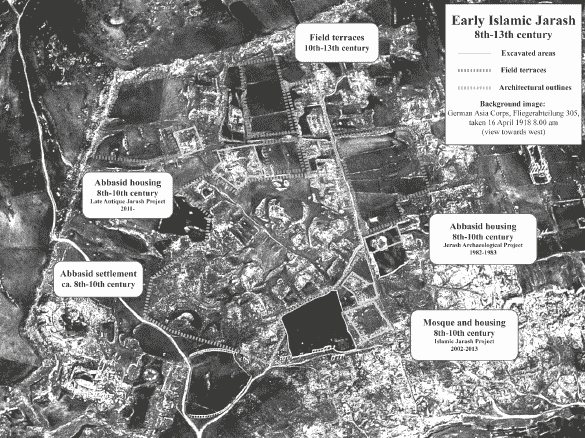 Early Islamic Jarash
8th-13th century
Excavated areas
Field terraces
Architectural outlines
Background image:
German Asia Corps, Fliegerabteilung 305,
taken 16 April 1918 8.00 am
(view towards west)
Field terraces
10th-13th century
Abbasid housing
8th-10th century
Late Antique Jarash Project
2011-
Abbasid housing
8th-10th century
Jerash Archaeological Project
1982-1983
Abbasid settlement
ca. 8th-10th century
Mosque and housing
8th-10th century
Islamic Jarash Project
2002-2013